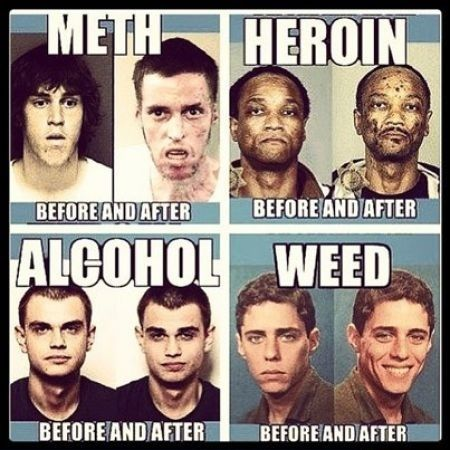 METH
BEFORE AND AFTER
HEROIN
BEFORE AND AFTER
ALCOHOL
BEFORE AND AFTER
WEED
BEFORE AND AFTER